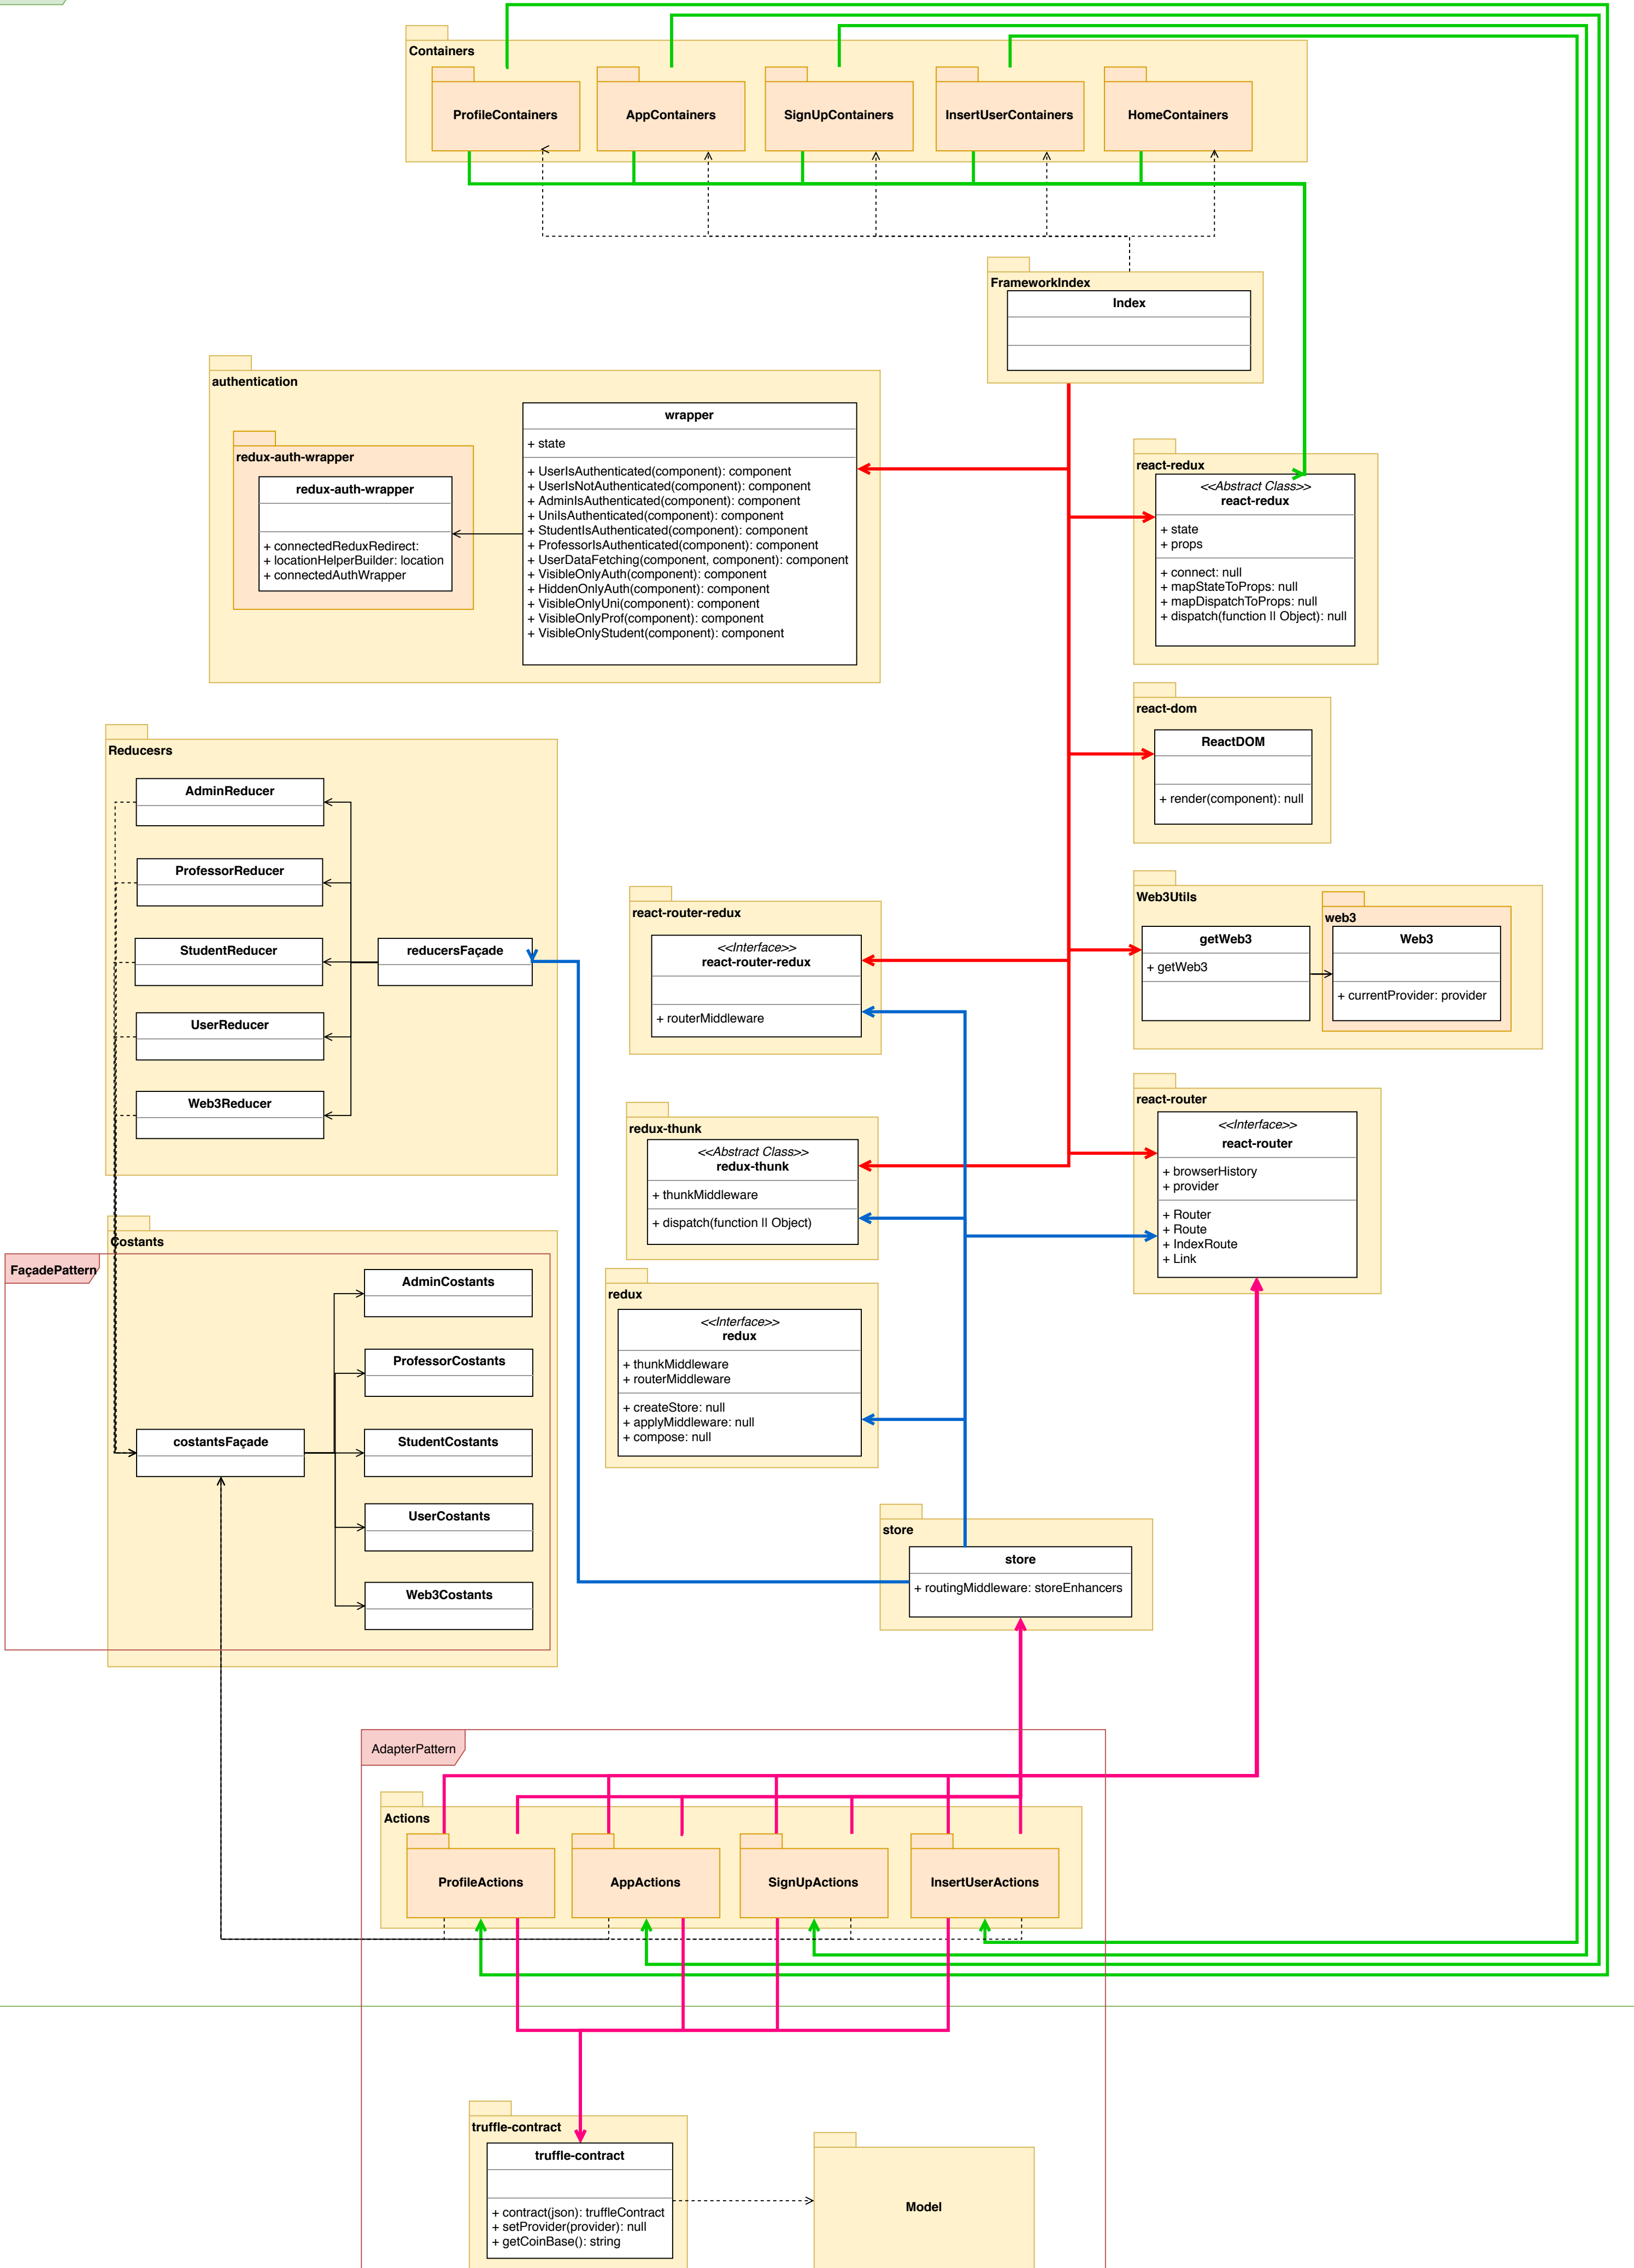 Containers
ProfileContainers
AppContainers
SignUpContainers
InsertUserContainers
HomeContainers
FrameworkIndex
Index
authentication
redux-auth-wrapper
redux-auth-wrapper
+ connectedReduxRedirect:
+ locationHelperBuilder: location
+ connectedAuthWrapper
wrapper
+ state
+ UserIsAuthenticated(component): component
+ UserIsNotAuthenticated(component): component
+ AdminIsAuthenticated(component): component
+ UniIsAuthenticated(component): component
+ StudentIsAuthenticated(component): component
+ ProfessorIsAuthenticated(component): component
+ UserDataFetching(component, component): component
+ VisibleOnlyAuth(component): component
+ HiddenOnlyAuth(component): component
+ VisibleOnlyUni(component): component
+ VisibleOnlyProf(component): component
+ VisibleOnlyStudent(component): component
react-redux
<<Abstract Class>>
react-redux
+ state
+ props
+ connect: null
+ mapStateToProps: null
+ mapDispatchToProps: null
+ dispatch(function || Object): null
react-dom
ReactDOM
+ render(component): null
Reducesrs
AdminReducer
ProfessorReducer
StudentReducer
UserReducer
Web3Reducer
reducersFaçade
react-router-redux
<<Interface>>
react-router-redux
+ routerMiddleware
Web3Utils
getWeb3
+ getWeb3
web3
Web3
+ currentProvider: provider
redux-thunk
<<Abstract Class>>
redux-thunk
+ thunkMiddleware
+ dispatch(function || Object)
react-router
<<Interface>>
react-router
+ browserHistory
+ provider
+ Router
+ Route
+ IndexRoute
+ Link
Costants
FaçadePattern
AdminCostants
ProfessorCostants
costantsFaçade
StudentCostants
UserCostants
Web3Costants
redux
<<Interface>>
redux
+ thunkMiddleware
+ routerMiddleware
+ createStore: null
+ applyMiddleware: null
+ compose: null
store
store
+ routingMiddleware: storeEnhancers
AdapterPattern
Actions
ProfileActions
AppActions
SignUpActions
InsertUserActions
truffle-contract
truffle-contract
+ contract(json): truffleContract
+ setProvider(provider): null
+ getCoinBase(): string
Model